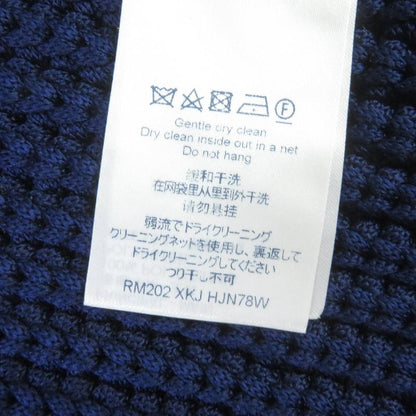 Gentle dry clean
Dry clean inside out in a net
Do not hang
缓和干洗
在网袋里从里到外干洗
请勿悬挂
弱流でドライクリーニング
クリーニングネットを使用し、裏返して
ドライクリーニングしてください
つり干し不可
RM202 XKJ HJN78W